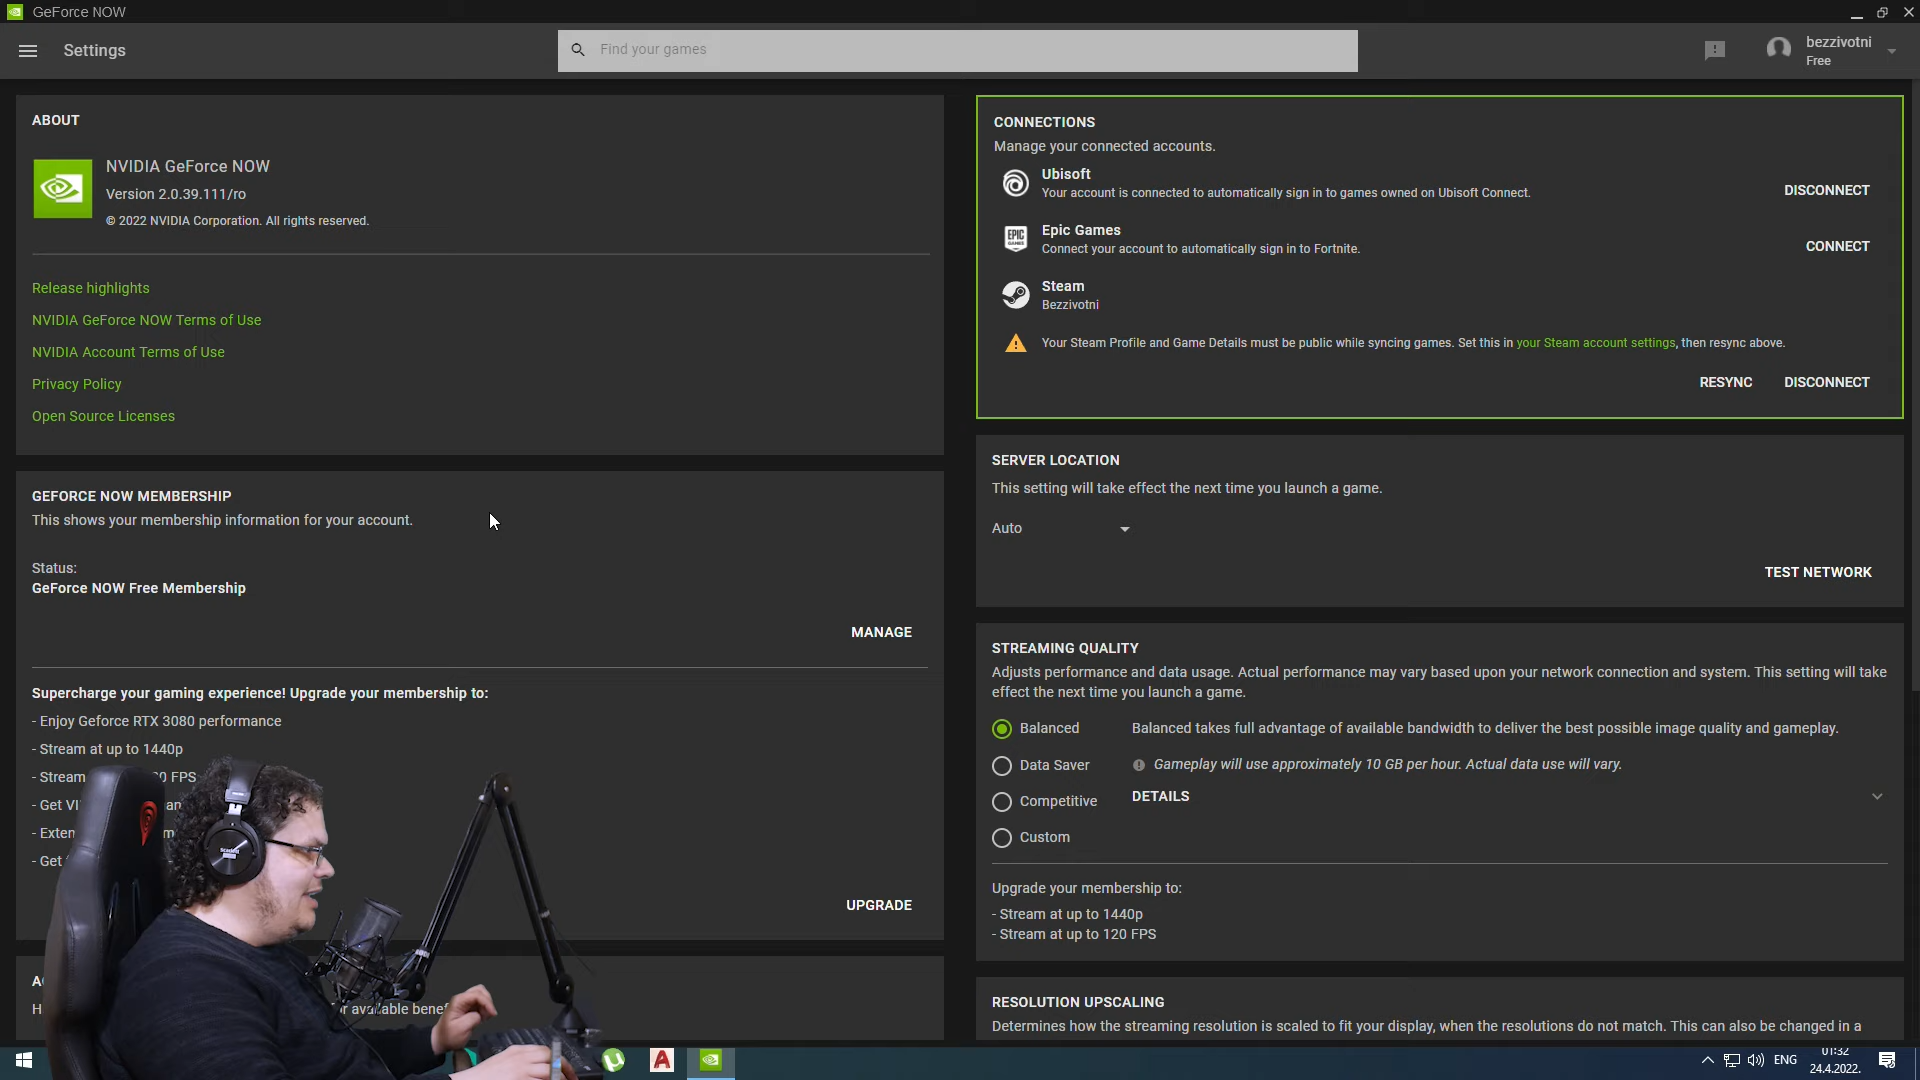 GeForce NOW
Settings
Find your games
bezzivotni
Free
ABOUT
NVIDIA GeForce NOW
Version 2.0.39.111/ro
© 2022 NVIDIA Corporation. All rights reserved.
Release highlights
NVIDIA GeForce NOW Terms of Use
NVIDIA Account Terms of Use
Privacy Policy
Open Source Licenses
GEFORCE NOW MEMBERSHIP
This shows your membership information for your account.
Status:
GeForce NOW Free Membership
MANAGE
Supercharge your gaming experience! Upgrade your membership to:
- Enjoy Geforce RTX 3080 performance
- Stream at up to 1440p
- Stream
FPS
- Get
- Get
UPGRADE
available
CONNECTIONS
Manage your connected accounts.
Ubisoft
Your account is connected to automatically sign in to games owned on Ubisoft Connect.
DISCONNECT
EPIC
GAMES
Epic Games
Connect your account to automatically sign in to Fortnite.
CONNECT
Steam
Bezzivotni
Your Steam Profile and Game Details must be public while syncing games. Set this in your Steam account settings, then resync above.
RESYNC DISCONNECT
SERVER LOCATION
This setting will take effect the next time you launch a game.
Auto
TEST NETWORK
STREAMING QUALITY
Adjusts performance and data usage. Actual performance may vary based upon your network connection and system. This setting will take
effect the next time you launch a game.
Balanced Balanced takes full advantage of available bandwidth to deliver the best possible image quality and gameplay.
Data Saver Gameplay will use approximately 10 GB per hour. Actual data use will vary.
Competitive DETAILS
Custom
Upgrade your membership to:
- Stream at up to 1440p
- Stream at up to 120 FPS
RESOLUTION UPSCALING
Determines how the streaming resolution is scaled to fit your display, when the resolutions do not match. This can also be changed in a
ENG
01:32
24.4.2022.